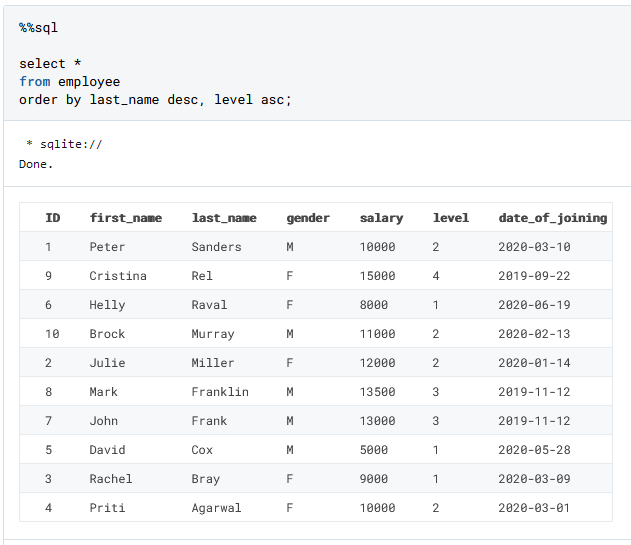 %%sql
select *
from employee
order by last_name desc, level asc;
* sqlite://
Done.
ID first_name last_name gender salary level date_of_joining
1 Peter Sanders M 10000 2 2020-03-10
9 Cristina Rel F 15000 4 2019-09-22
6 Helly Raval F 8000 1 2020-06-19
10 Brock Murray M 11000 2 2020-02-13
2 Julie Miller F 12000 2 2020-01-14
8 Mark Franklin M 13500 3 2019-11-12
7 John Frank M 13000 3 2019-11-12
5 David Cox M 5000 1 2020-05-28
3 Rachel Bray F 9000 1 2020-03-09
4 Priti Agarwal F 10000 2 2020-03-01